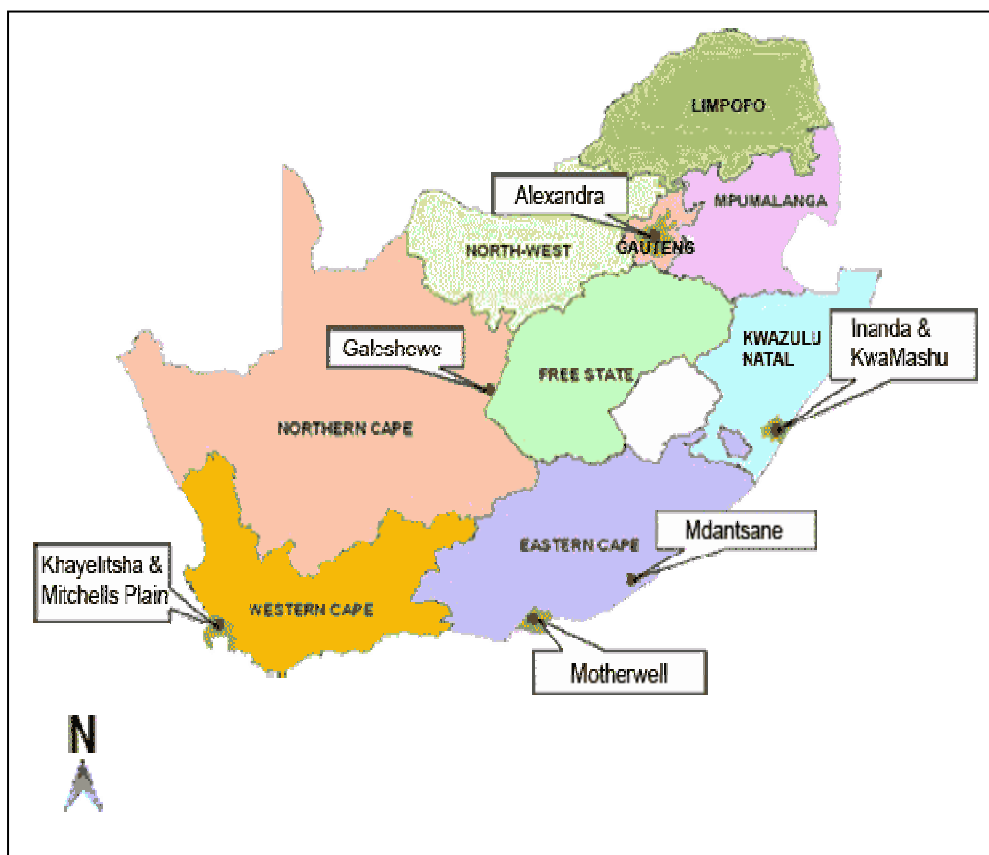 LIMPOFO
Alexandra
MPUMALANGA
NORTH-WEST
GAUTENG
Inanda &
KwaMashu
KWAZULU
NATAL
Galeshewe
FREE STATE
NORTHERN CAPE
Mdantsane
EASTERN CAPE
Khayelitsha &
Mitchells Plain
WESTERN CAPE
Motherwell
N